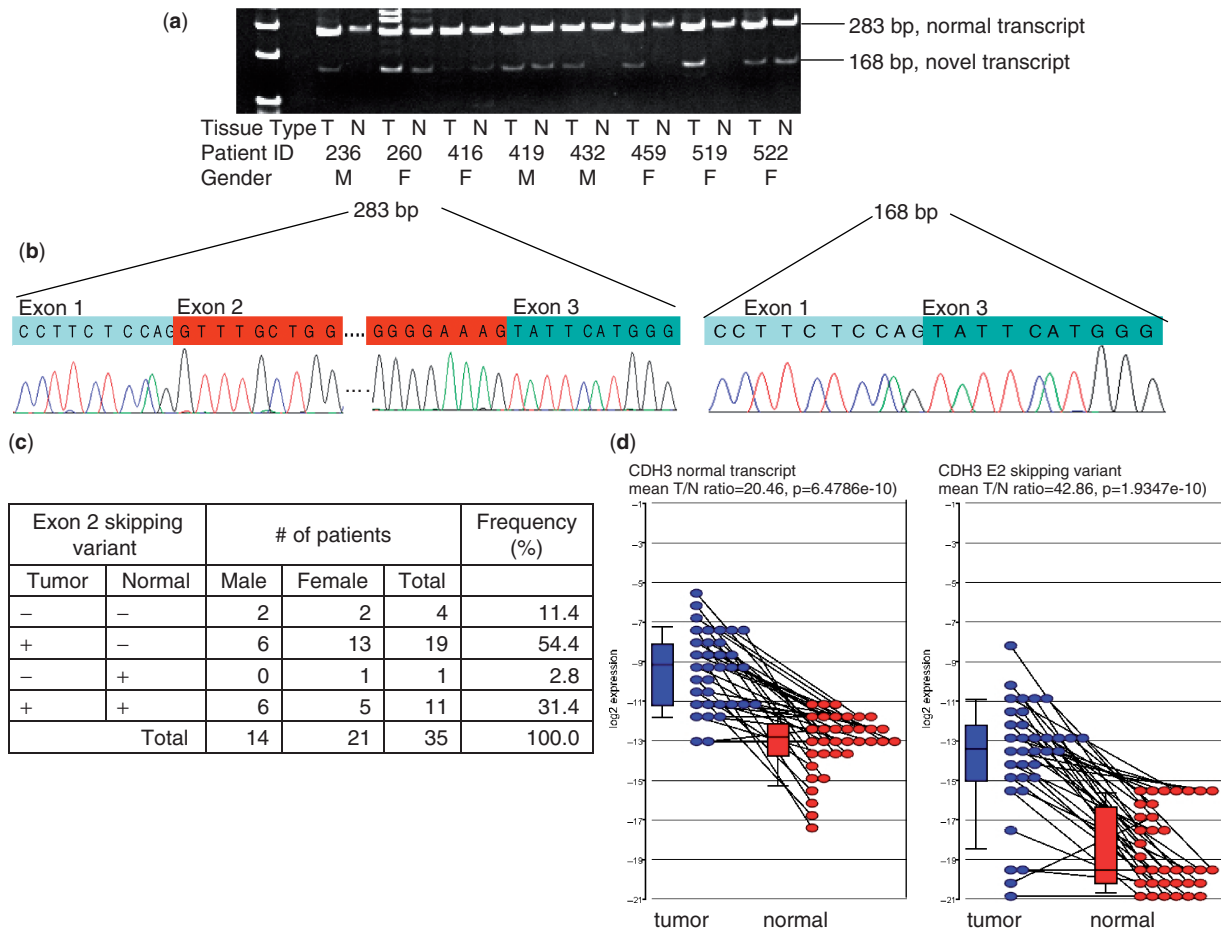 (a)
283 bp, normal transcript
168 bp, novel transcript
Tissue Type T N T N T N T N T N T N T N T N
Patient ID 236 260 416 419 432 459 519 522
Gender M F F M M F F F
283 bp
168 bp
(b)
Exon 1 Exon 2 Exon 3
CCTTCTCCAGGTTTGCTGG....GGGGAAAGTATTCATGGG
....
Exon 1 Exon 3
CCTTCTCCAGTATTCATGGG
(c)
Exon 2 skipping variant # of patients Frequency (%)
Tumor Normal Male Female Total
– – 2 2 4 11.4
+ – 6 13 19 54.4
– + 0 1 1 2.8
+ + 6 5 11 31.4
Total 14 21 35 100.0
(d)
CDH3 normal transcript
mean T/N ratio=20.46, p=6.4786e-10)
log2 expression
–1
–3
–5
–7
–9
–11
–13
–15
–17
–19
–21
tumor normal
CDH3 E2 skipping variant
mean T/N ratio=42.86, p=1.9347e-10)
log2 expression
–1
–3
–5
–7
–9
–11
–13
–15
–17
–19
–21
tumor normal